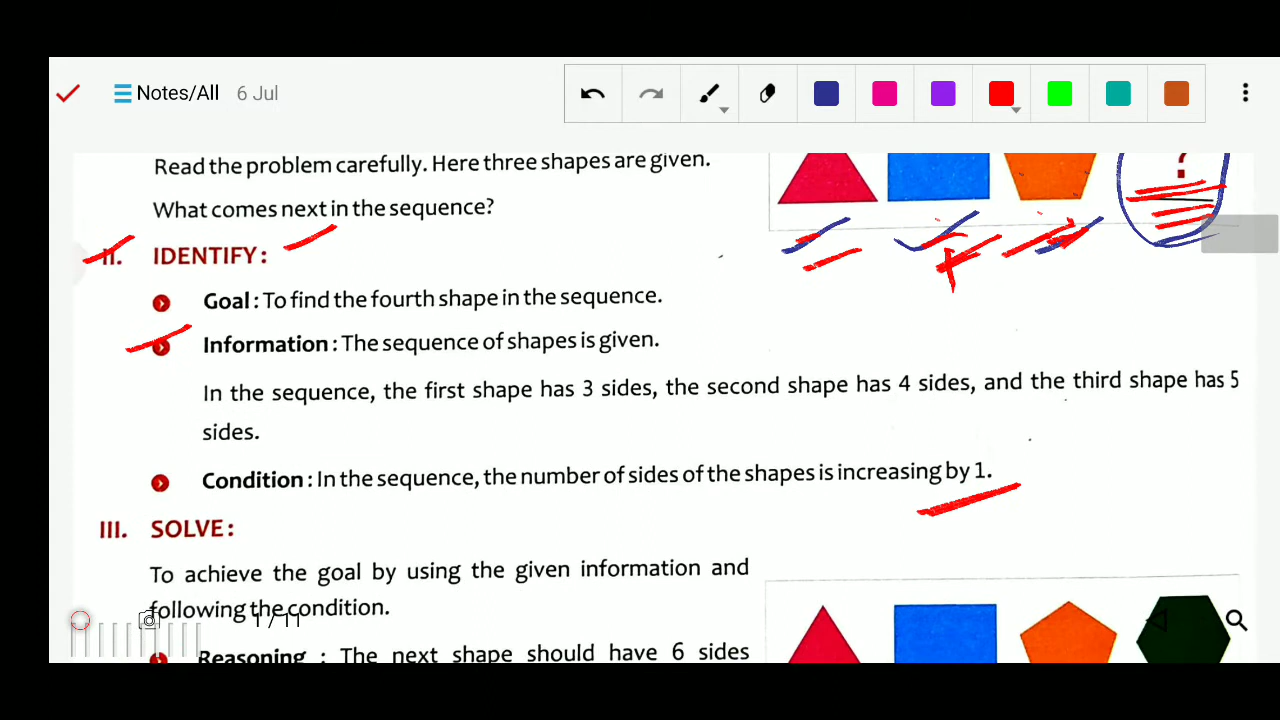 Notes/All 6 Jul
Read the problem carefully. Here three shapes are given.
?
What comes next in the sequence?
II. IDENTIFY:
Goal: To find the fourth shape in the sequence.
Information: The sequence of shapes is given.
In the sequence, the first shape has 3 sides, the second shape has 4 sides, and the third shape has 5
sides.
Condition: In the sequence, the number of sides of the shapes is increasing by 1.
III. SOLVE:
To achieve the goal by using the given information and
following the condition.
1 / 11
Reasoning : The next shape should have 6 sides